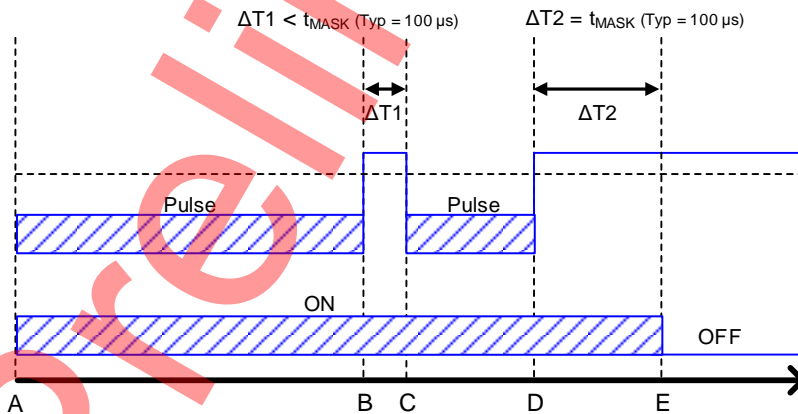 ΔT1 < tMASK (Typ = 100 µs)
ΔT2 = tMASK (Typ = 100 µs)
ΔT1
ΔT2
Pulse
Pulse
ON
OFF
A B C D E